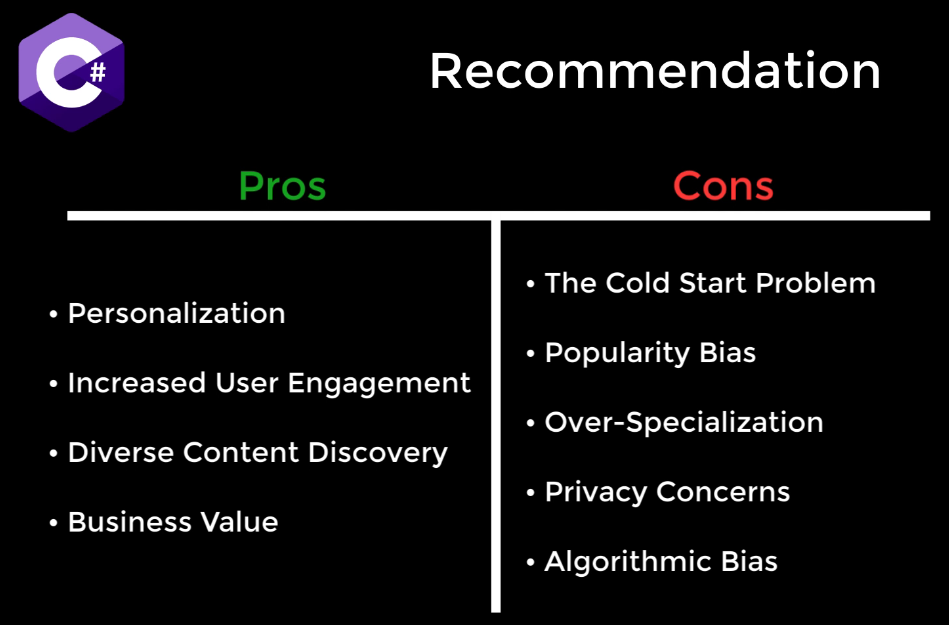 C#
Recommendation
Pros
Cons
• Personalization
• Increased User Engagement
• Diverse Content Discovery
• Business Value
• The Cold Start Problem
• Popularity Bias
• Over-Specialization
• Privacy Concerns
• Algorithmic Bias